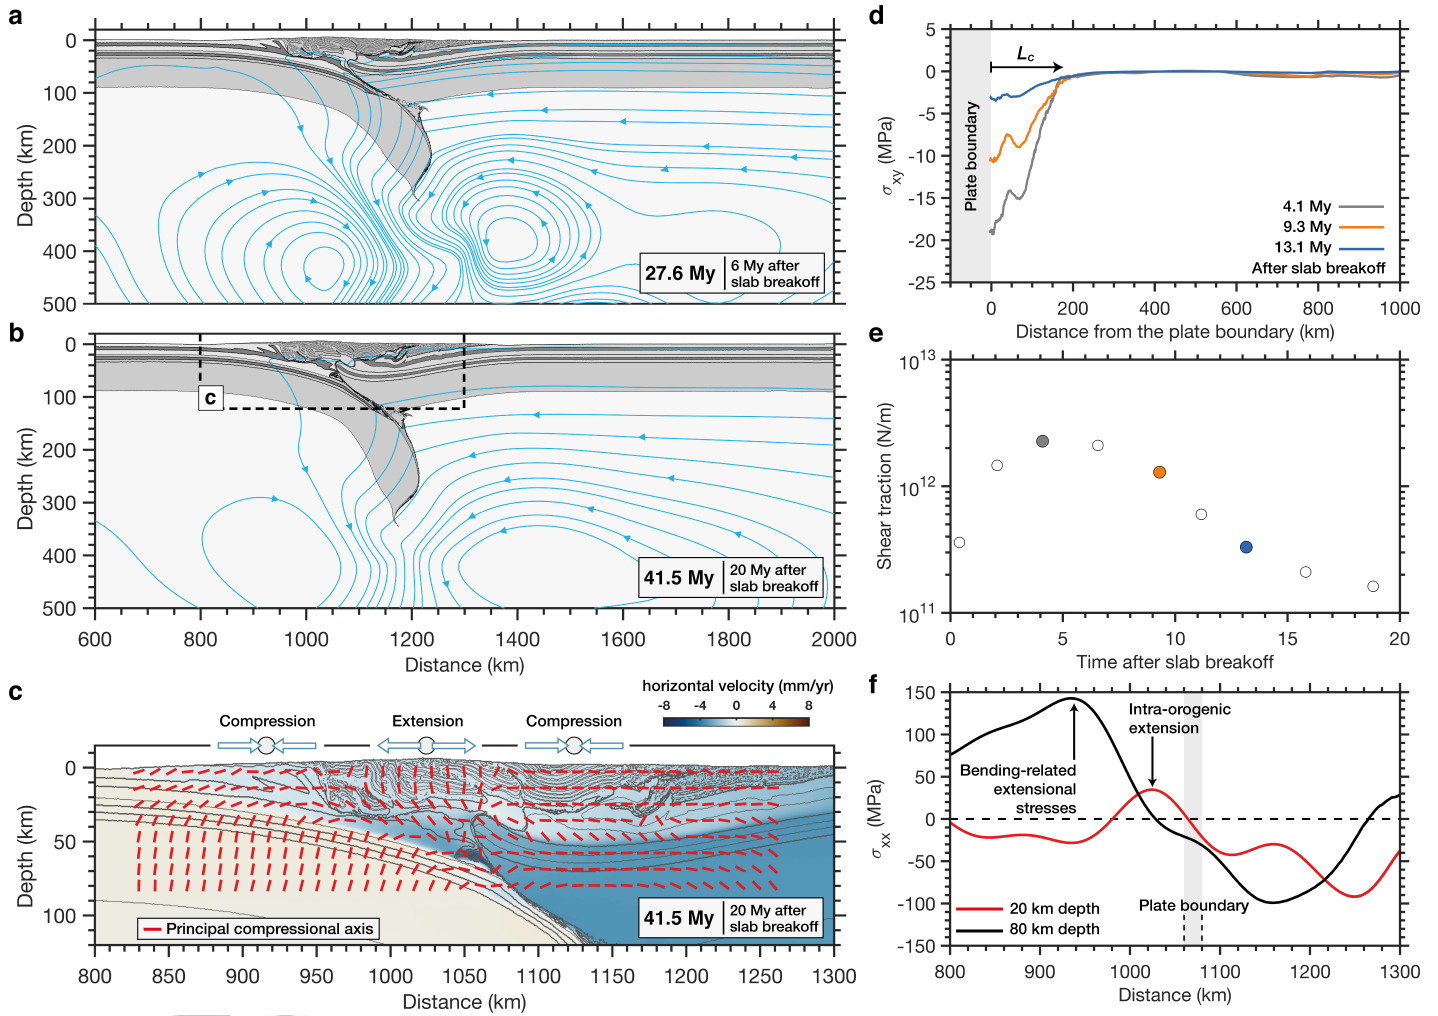 a
0
100
200
300
400
500
Depth (km)
27.6 My
6 My after
slab breakoff
b
0
100
200
300
400
500
Depth (km)
c
41.5 My
20 My after
slab breakoff
600
800
1000
1200
1400
1600
1800
2000
Distance (km)
c
horizontal velocity (mm/yr)
-8
-4
0
4
8
Compression
Extension
Compression
0
50
100
Depth (km)
Principal compressional axis
41.5 My
20 My after
slab breakoff
800
850
900
950
1000
1050
1100
1150
1200
1250
1300
Distance (km)
d
5
0
-5
-10
-15
-20
-25
σxy (MPa)
Plate boundary
Lc
4.1 My
9.3 My
13.1 My
After slab breakoff
0
200
400
600
800
1000
Distance from the plate boundary (km)
e
10^13
10^12
10^11
Shear traction (N/m)
0
5
10
15
20
Time after slab breakoff
f
150
100
50
0
-50
-100
-150
σxx (MPa)
Intra-orogenic
extension
Bending-related
extensional
stresses
Plate boundary
20 km depth
80 km depth
800
900
1000
1100
1200
1300
Distance (km)